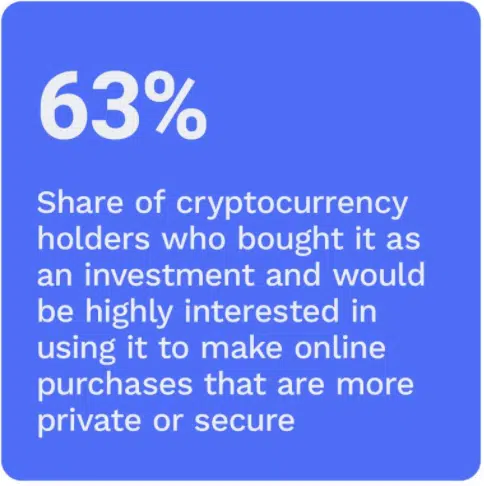 63%
Share of cryptocurrency
holders who bought it as
an investment and would
be highly interested in
using it to make online
purchases that are more
private or secure